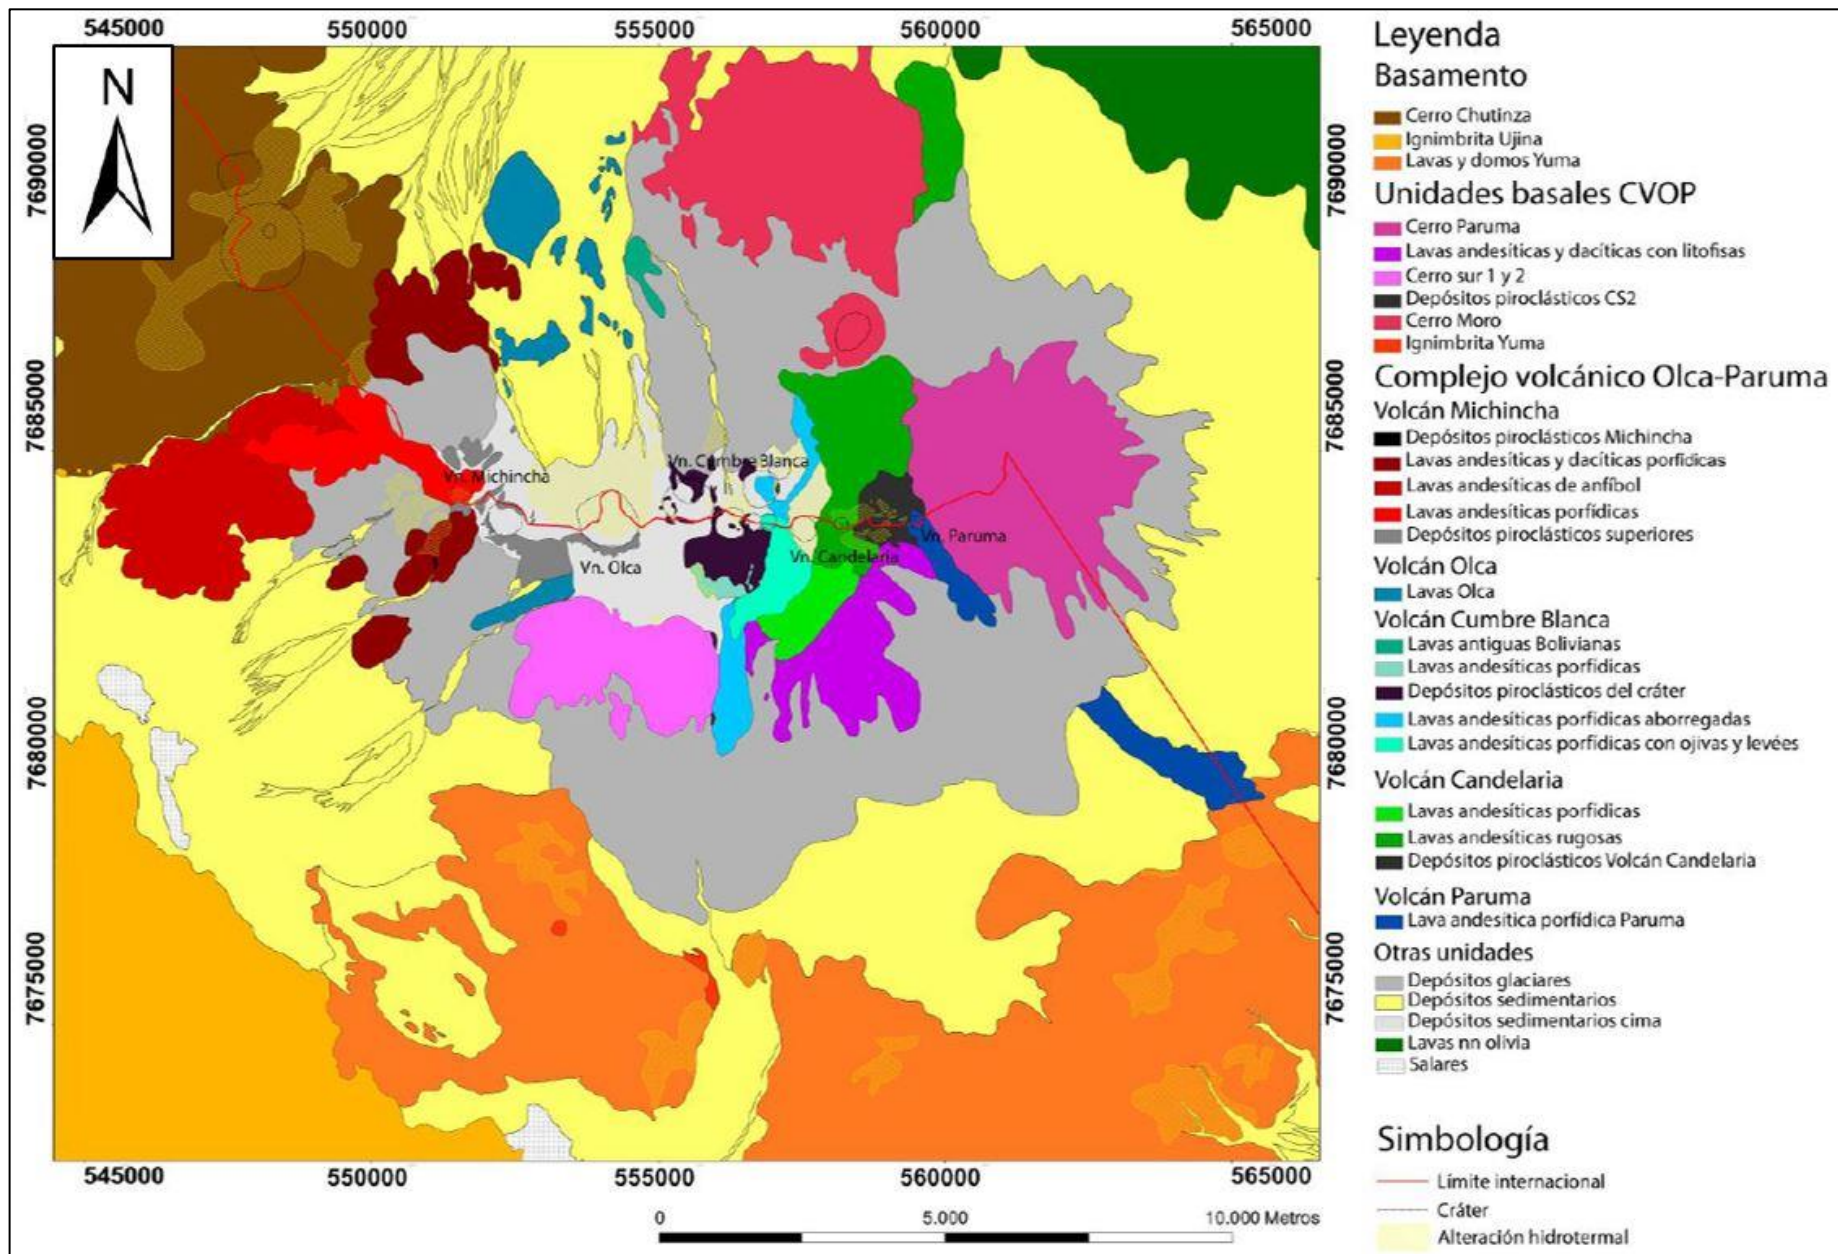 545000 550000 555000 560000 565000
N
7690000
7690000
7685000
7685000
7680000
7680000
7675000
7675000
Vn. Michincha
Vn. Cumbre Blanca
Vn. Olca
Vn. Candelaria
Vn. Paruma
545000 550000 555000 560000 565000
0 5.000 10.000 Metros
Leyenda
Basamento
Cerro Chutinza
Ignimbrita Ujina
Lavas y domos Yuma
Unidades basales CVOP
Cerro Paruma
Lavas andesíticas y dacíticas con litofisas
Cerro sur 1 y 2
Depósitos piroclásticos CS2
Cerro Moro
Ignimbrita Yuma
Complejo volcánico Olca-Paruma
Volcán Michincha
Depósitos piroclásticos Michincha
Lavas andesíticas y dacíticas porfídicas
Lavas andesíticas de anfíbol
Lavas andesíticas porfídicas
Depósitos piroclásticos superiores
Volcán Olca
Lavas Olca
Volcán Cumbre Blanca
Lavas antiguas Bolivianas
Lavas andesíticas porfídicas
Depósitos piroclásticos del cráter
Lavas andesíticas porfídicas aborregadas
Lavas andesíticas porfídicas con ojivas y levées
Volcán Candelaria
Lavas andesíticas porfídicas
Lavas andesíticas rugosas
Depósitos piroclásticos Volcán Candelaria
Volcán Paruma
Lava andesítica porfídica Paruma
Otras unidades
Depósitos glaciares
Depósitos sedimentarios
Depósitos sedimentarios cima
Lavas nn olivia
Salares
Simbología
Límite internacional
Cráter
Alteración hidrotermal